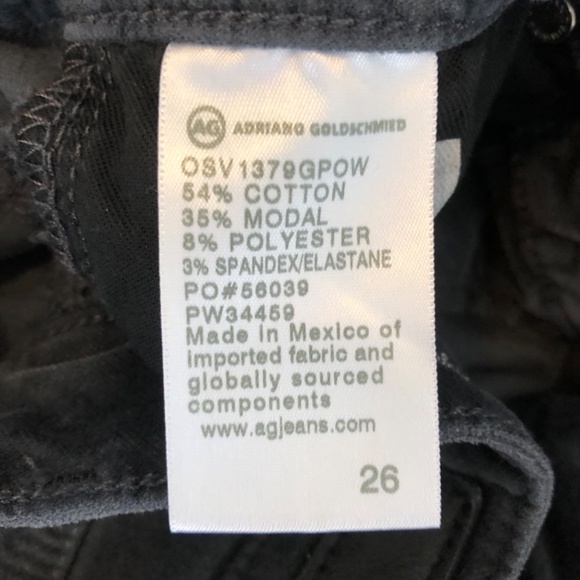 AG ADRIANO GOLDSCHMIED
OSV1379GPOW
54% COTTON
35% MODAL
8% POLYESTER
3% SPANDEX/ELASTANE
PO#56039
PW34459
Made in Mexico of
imported fabric and
globally sourced
components
www.agjeans.com
26